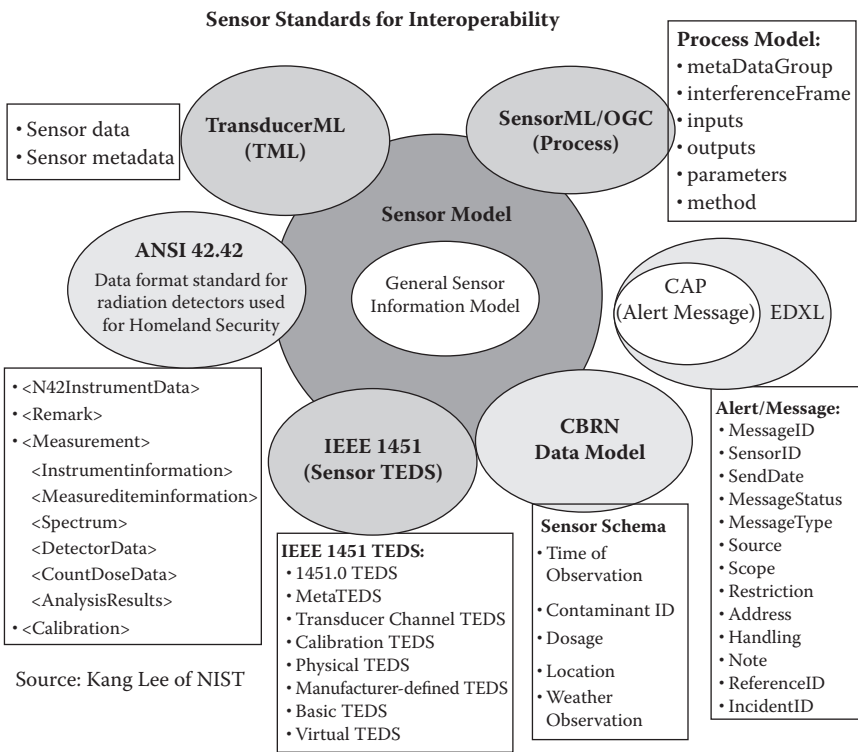 Sensor Standards for Interoperability
• Sensor data
• Sensor metadata
TransducerML
(TML)
SensorML/OGC
(Process)
Process Model:
• metaDataGroup
• interferenceFrame
• inputs
• outputs
• parameters
• method
Sensor Model
General Sensor
Information Model
ANSI 42.42
Data format standard for
radiation detectors used
for Homeland Security
CAP
(Alert Message)
EDXL
• <N42InstrumentData>
• <Remark>
• <Measurement>
<Instrumentinformation>
<Measurediteminformation>
<Spectrum>
<DetectorData>
<CountDoseData>
<AnalysisResults>
• <Calibration>
IEEE 1451
(Sensor TEDS)
CBRN
Data Model
IEEE 1451 TEDS:
• 1451.0 TEDS
• MetaTEDS
• Transducer Channel TEDS
• Calibration TEDS
• Physical TEDS
• Manufacturer-defined TEDS
• Basic TEDS
• Virtual TEDS
Sensor Schema
• Time of
Observation
• Contaminant ID
• Dosage
• Location
• Weather
Observation
Alert/Message:
• MessageID
• SensorID
• SendDate
• MessageStatus
• MessageType
• Source
• Scope
• Restriction
• Address
• Handling
• Note
• ReferenceID
• IncidentID
Source: Kang Lee of NIST